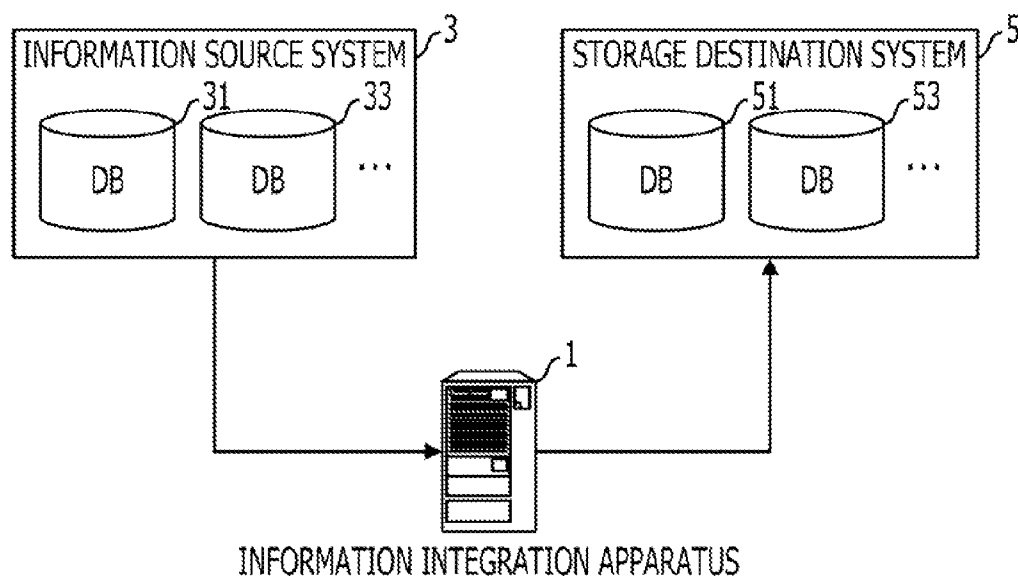 INFORMATION SOURCE SYSTEM 3
31 33
DB DB ...
STORAGE DESTINATION SYSTEM 5
51 53
DB DB ...
1
INFORMATION INTEGRATION APPARATUS